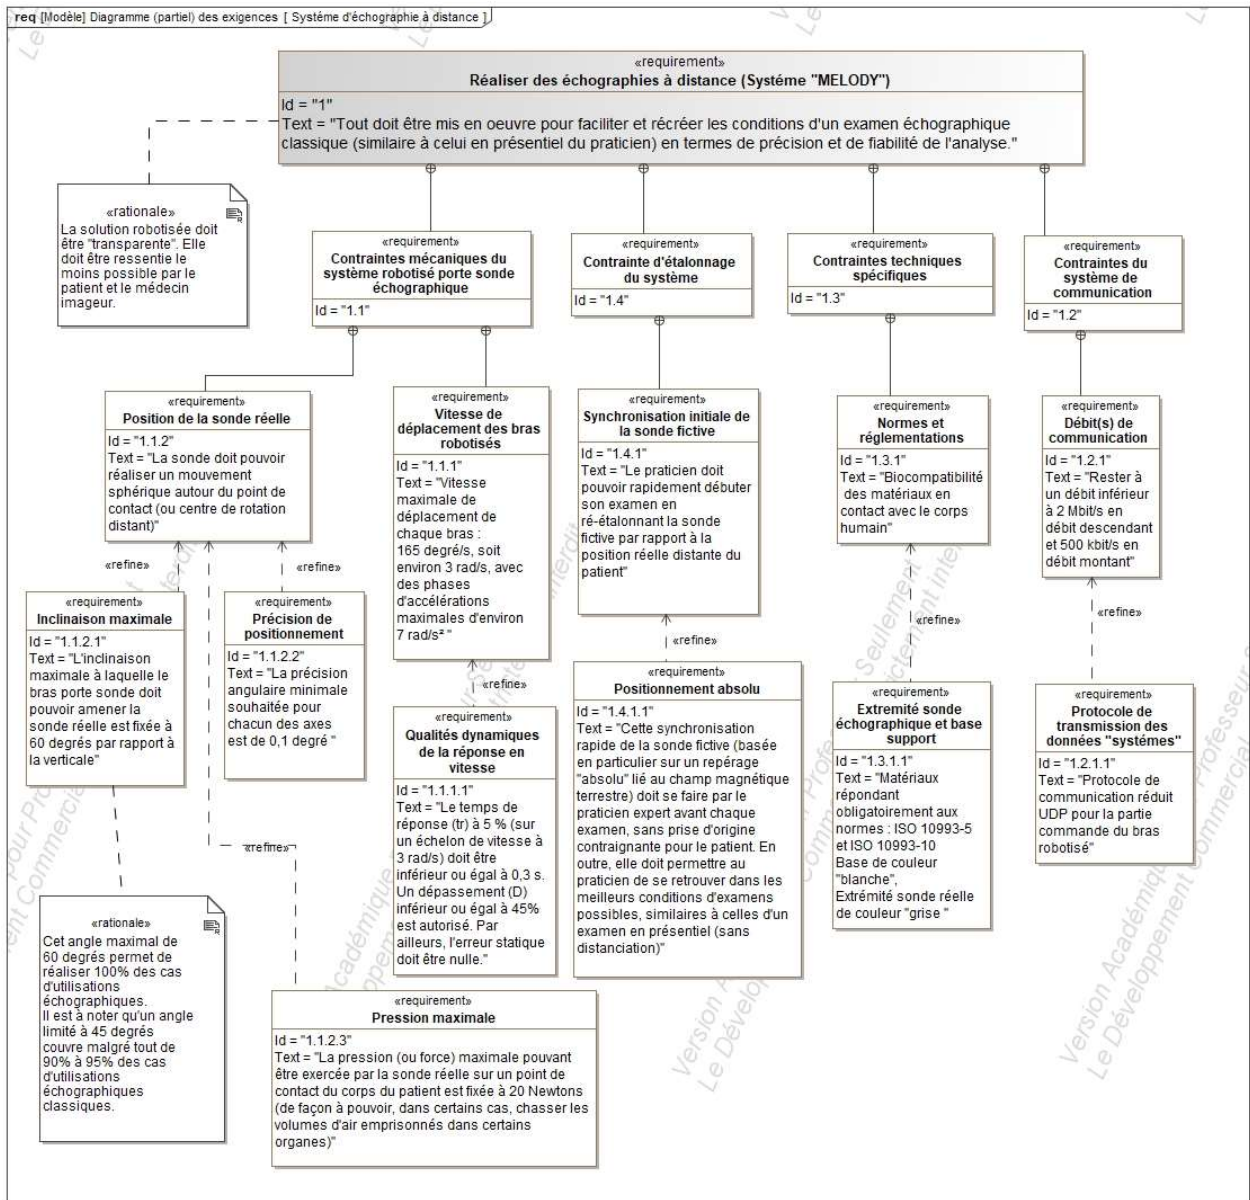 req [Modèle] Diagramme (partiel) des exigences [ Systéme d'échographie à distance ]
«requirement»
Réaliser des échographies à distance (Systéme "MELODY")
Id = "1"
Text = "Tout doit être mis en oeuvre pour faciliter et récréer les conditions d'un examen échographique
classique (similaire à celui en présentiel du praticien) en termes de précision et de fiabilité de l'analyse."
«rationale»
La solution robotisée doit
être "transparente". Elle
doit être ressentie le
moins possible par le
patient et le médecin
imageur.
«requirement»
Contraintes mécaniques du
système robotisé porte sonde
échographique
Id = "1.1"
«requirement»
Contrainte d'étalonnage
du système
Id = "1.4"
«requirement»
Contraintes techniques
spécifiques
Id = "1.3"
«requirement»
Contraintes du
système de
communication
Id = "1.2"
«requirement»
Position de la sonde réelle
Id = "1.1.2"
Text = "La sonde doit pouvoir
réaliser un mouvement
sphérique autour du point de
contact (ou centre de rotation
distant)"
«requirement»
Vitesse de
déplacement des bras
robotisés
Id = "1.1.1"
Text = "Vitesse
maximale de
déplacement de
chaque bras :
165 degré/s, soit
environ 3 rad/s, avec
des phases
d'accélérations
maximales d'environ
7 rad/s² "
«requirement»
Synchronisation initiale de
la sonde fictive
Id = "1.4.1"
Text = "Le praticien doit
pouvoir rapidement débuter
son examen en
ré-étalonnant la sonde
fictive par rapport à la
position réelle distante du
patient"
«requirement»
Normes et
réglementations
Id = "1.3.1"
Text = "Biocompatibilité
des matériaux en
contact avec le corps
humain"
«requirement»
Débit(s) de
communication
Id = "1.2.1"
Text = "Rester à
un débit inférieur
à 2 Mbit/s en
débit descendant
et 500 kbit/s en
débit montant"
«refine»
«refine»
«refine»
«refine»
«refine»
«refine»
«refine»
«requirement»
Inclinaison maximale
Id = "1.1.2.1"
Text = "L'inclinaison
maximale à laquelle le
bras porte sonde doit
pouvoir amener la
sonde réelle est fixée à
60 degrés par rapport à
la verticale"
«requirement»
Précision de
positionnement
Id = "1.1.2.2"
Text = "La précision
angulaire minimale
souhaitée pour
chacun des axes
est de 0,1 degré "
«requirement»
Qualités dynamiques
de la réponse en
vitesse
Id = "1.1.1.1"
Text = "Le temps de
réponse (tr) à 5 % (sur
un échelon de vitesse à
3 rad/s) doit être
inférieur ou égal à 0,3 s.
Un dépassement (D)
inférieur ou égal à 45%
est autorisé. Par
ailleurs, l'erreur statique
doit être nulle."
«requirement»
Positionnement absolu
Id = "1.4.1.1"
Text = "Cette synchronisation
rapide de la sonde fictive (basée
en particulier sur un repérage
"absolu" lié au champ magnétique
terrestre) doit se faire par le
praticien expert avant chaque
examen, sans prise d'origine
contraignante pour le patient. En
outre, elle doit permettre au
praticien de se retrouver dans les
meilleurs conditions d'examens
possibles, similaires à celles d'un
examen en présentiel (sans
distanciation)"
«requirement»
Extremité sonde
échographique et base
support
Id = "1.3.1.1"
Text = "Matériaux
répondant
obligatoirement aux
normes : ISO 10993-5
et ISO 10993-10
Base de couleur
"blanche",
Extrémité sonde réelle
de couleur "grise "
«requirement»
Protocole de
transmission des
données "systémes"
Id = "1.2.1.1"
Text = "Protocole de
communication réduit
UDP pour la partie
commande du bras
robotisé"
«rationale»
Cet angle maximal de
60 degrés permet de
réaliser 100% des cas
d'utilisations
échographiques.
Il est à noter qu'un angle
limité à 45 degrés
couvre malgré tout de
90% à 95% des cas
d'utilisations
échographiques
classiques.
«requirement»
Pression maximale
Id = "1.1.2.3"
Text = "La pression (ou force) maximale pouvant
être exercée par la sonde réelle sur un point de
contact du corps du patient est fixée à 20 Newtons
(de façon à pouvoir, dans certains cas, chasser les
volumes d'air emprisonnés dans certains
organes)"